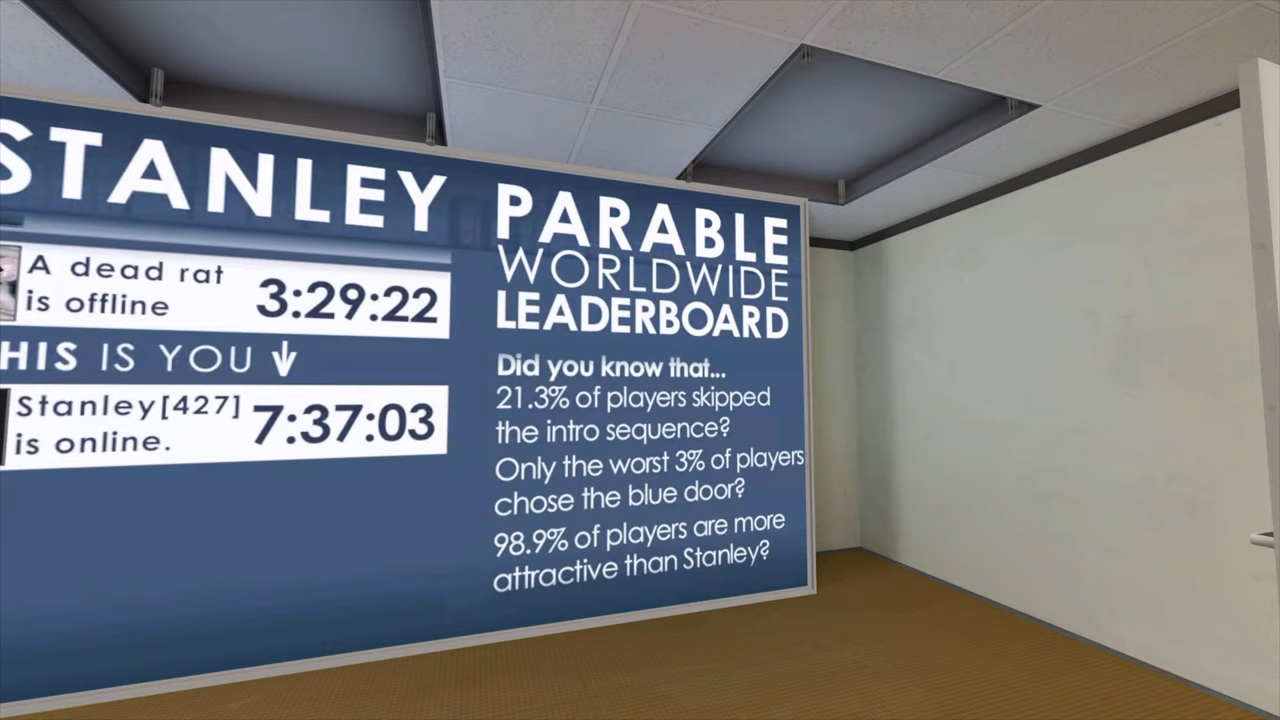 STANLEY PARABLE
WORLDWIDE
LEADERBOARD
A dead rat
is offline
3:29:22
HIS IS YOU
Stanley[427]
is online.
7:37:03
Did you know that...
21.3% of players skipped
the intro sequence?
Only the worst 3% of players
chose the blue door?
98.9% of players are more
attractive than Stanley?